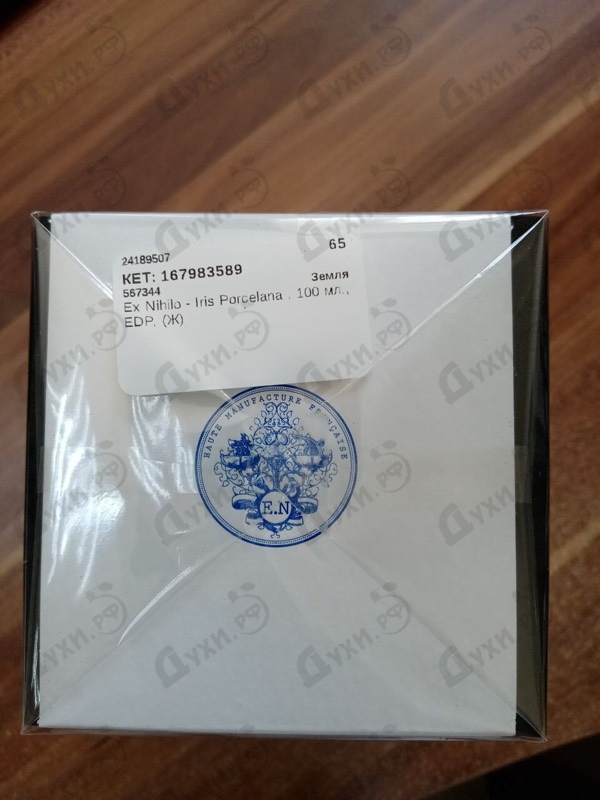 24189507 65
КЕТ: 167983589 Земля
567344
Ex Nihilo - Iris Porcelana . 100 мл.,
EDP. (Ж)
HAUTE MANUFACTURE FRANÇAISE
E.N
Духи.рф